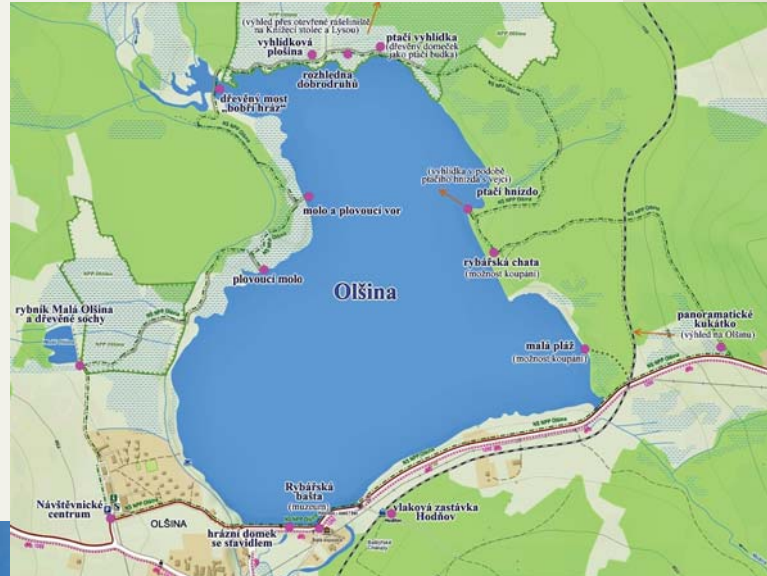 (výhled přes otevřené rašeliniště
na Knížecí stolec a Lysou)
vyhlídková
plošina
ptačí vyhlídka
(dřevěný domeček
jako ptačí budka)
rozhledna
dobrodruhů
dřevěný most
„bobří hráz“
(vyhlídka v podobě
ptačího hnízda s vejci)
ptačí hnízdo
molo a plovoucí vor
rybářská chata
(možnost koupání)
plovoucí molo
Olšina
rybník Malá Olšina
a dřevěné sochy
panoramatické
kukátko
(výhled na Olšinu)
malá pláž
(možnost koupání)
NS NPP Olšina
Návštěvnické
centrum
OLŠINA
Rybářská
bašta
(muzeum)
hrázní domek
se stavidlem
vlaková zastávka
Hodňov